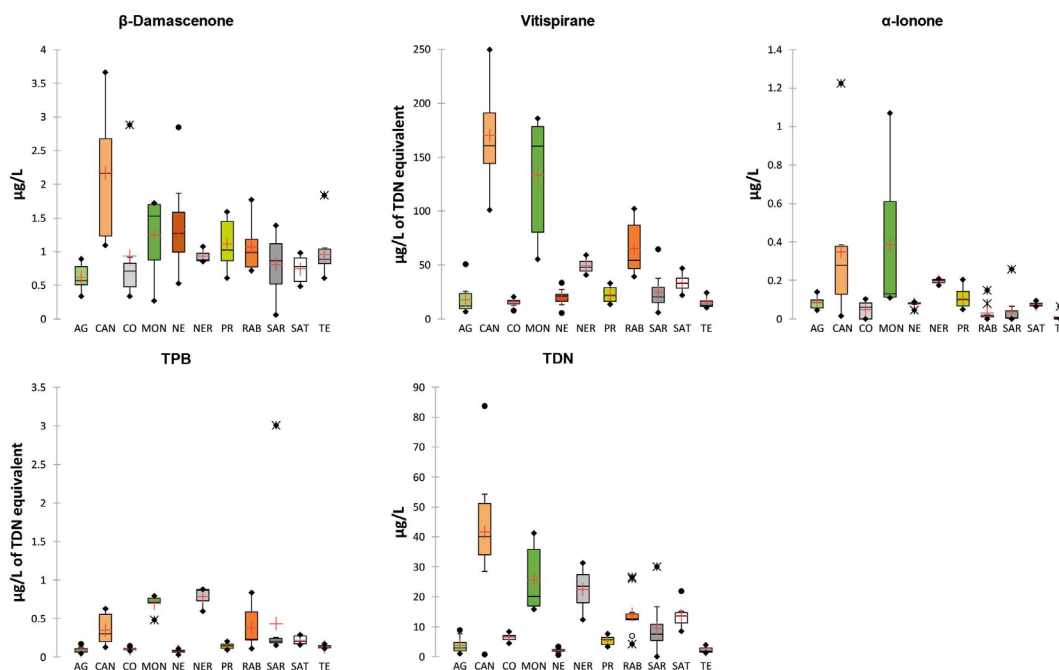 β-Damascenone
µg/L
4
3.5
3
2.5
2
1.5
1
0.5
0
AG CAN CO MON NE NER PR RAB SAR SAT TE
Vitispirane
µg/L of TDN equivalent
250
200
150
100
50
0
AG CAN CO MON NE NER PR RAB SAR SAT TE
α-Ionone
µg/L
1.4
1.2
1
0.8
0.6
0.4
0.2
0
AG CAN CO MON NE NER PR RAB SAR SAT
TPB
µg/L of TDN equivalent
3.5
3
2.5
2
1.5
1
0.5
0
AG CAN CO MON NE NER PR RAB SAR SAT TE
TDN
µg/L
90
80
70
60
50
40
30
20
10
0
AG CAN CO MON NE NER PR RAB SAR SAT TE